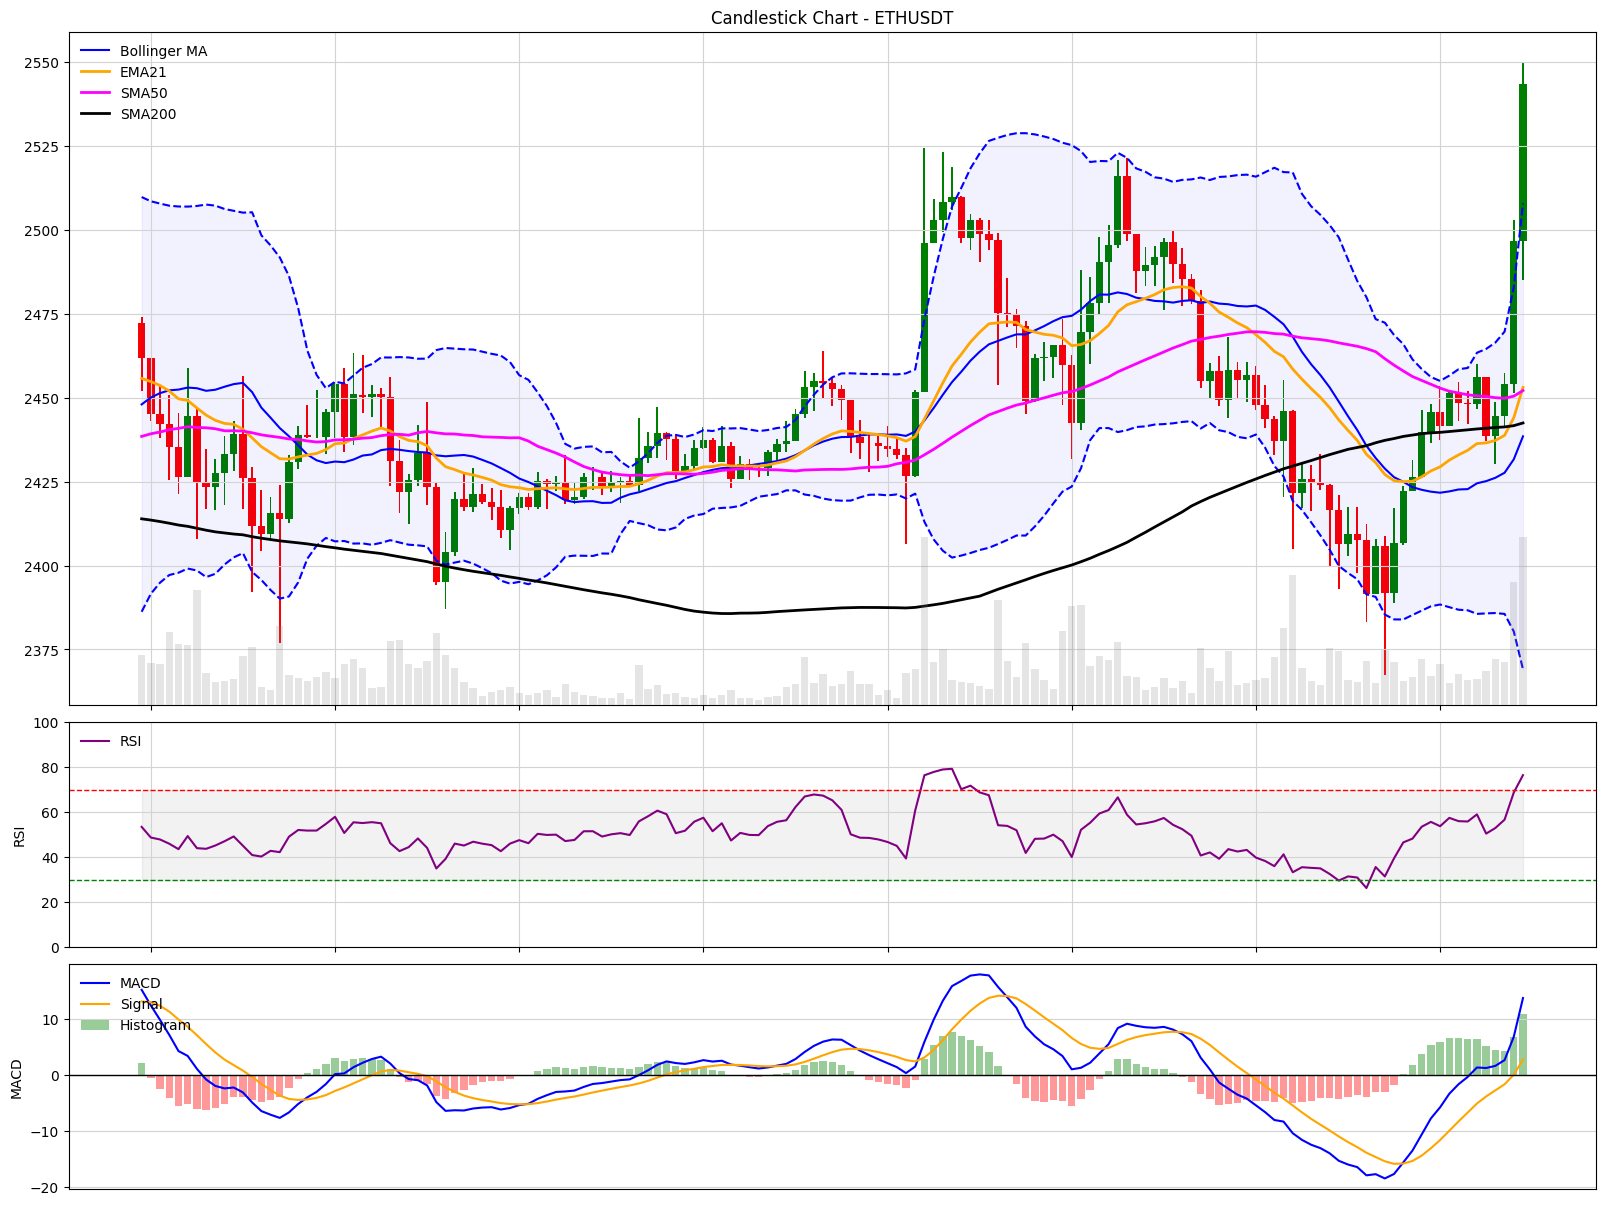 Candlestick Chart - ETHUSDT
Bollinger MA
EMA21
SMA50
SMA200
2550
2525
2500
2475
2450
2425
2400
2375
RSI
100
80
60
40
20
0
RSI
MACD
Signal
Histogram
10
0
−10
−20
MACD